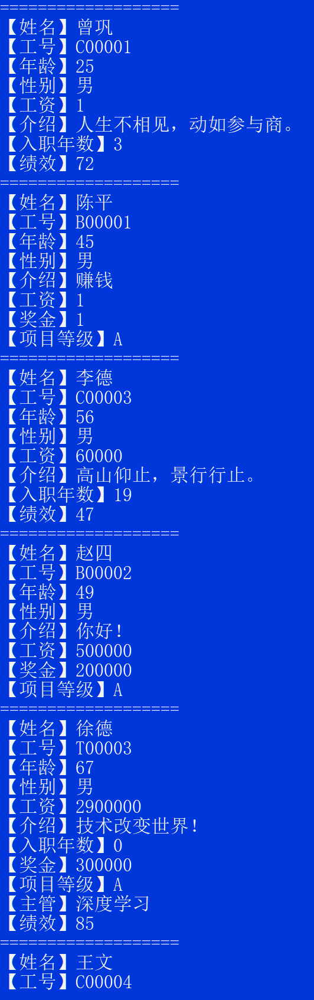 ===================
【姓名】曾巩
【工号】C00001
【年龄】25
【性别】男
【工资】1
【介绍】人生不相见，动如参与商。
【入职年数】3
【绩效】72
===================
【姓名】陈平
【工号】B00001
【年龄】45
【性别】男
【介绍】赚钱
【工资】1
【奖金】1
【项目等级】A
===================
【姓名】李德
【工号】C00003
【年龄】56
【性别】男
【工资】60000
【介绍】高山仰止，景行行止。
【入职年数】19
【绩效】47
===================
【姓名】赵四
【工号】B00002
【年龄】49
【性别】男
【介绍】你好！
【工资】500000
【奖金】200000
【项目等级】A
===================
【姓名】徐德
【工号】T00003
【年龄】67
【性别】男
【工资】2900000
【介绍】技术改变世界！
【入职年数】0
【奖金】300000
【项目等级】A
【主管】深度学习
【绩效】85
===================
【姓名】王文
【工号】C00004